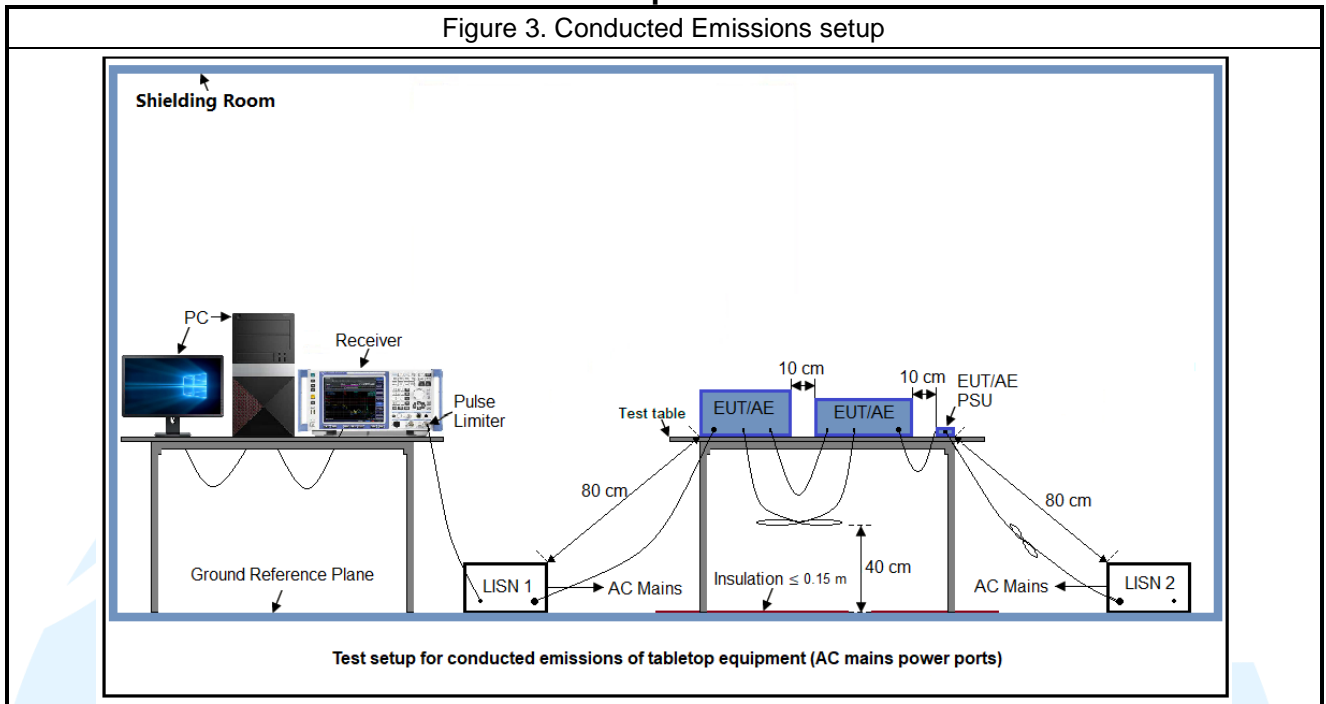 Figure 3. Conducted Emissions setup
Shielding Room
PC
Receiver
Pulse
Limiter
10 cm
10 cm
EUT/AE
PSU
Test table
EUT/AE
EUT/AE
80 cm
80 cm
40 cm
Ground Reference Plane
LISN 1
AC Mains
Insulation ≤ 0.15 m
AC Mains
LISN 2
Test setup for conducted emissions of tabletop equipment (AC mains power ports)